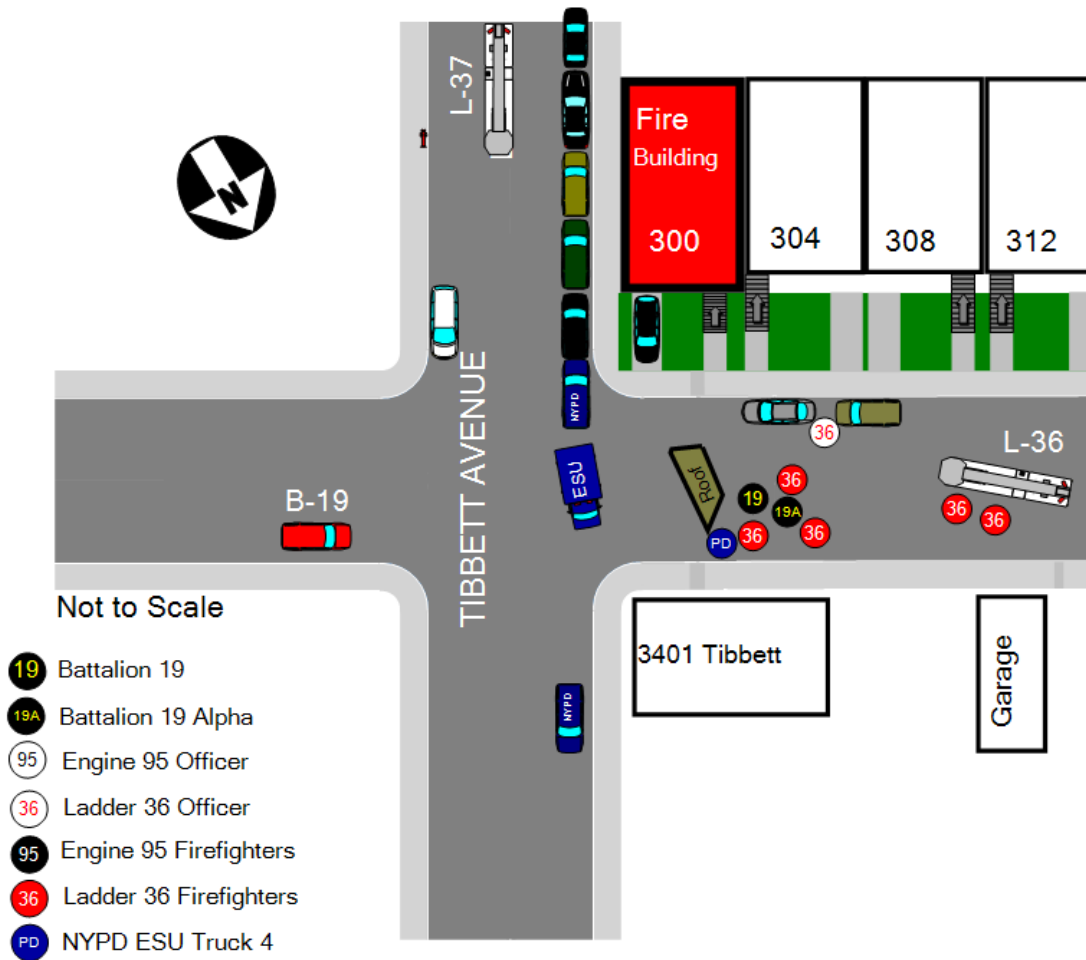 L-37
Fire
Building
300
304
308
312
N
NYPD
TIBBETT AVENUE
36
L-36
ESU
Roof
36
19
19A
36
36
PD
36
36
B-19
Not to Scale
3401 Tibbett
Garage
NYPD
19 Battalion 19
19A Battalion 19 Alpha
95 Engine 95 Officer
36 Ladder 36 Officer
95 Engine 95 Firefighters
36 Ladder 36 Firefighters
PD NYPD ESU Truck 4